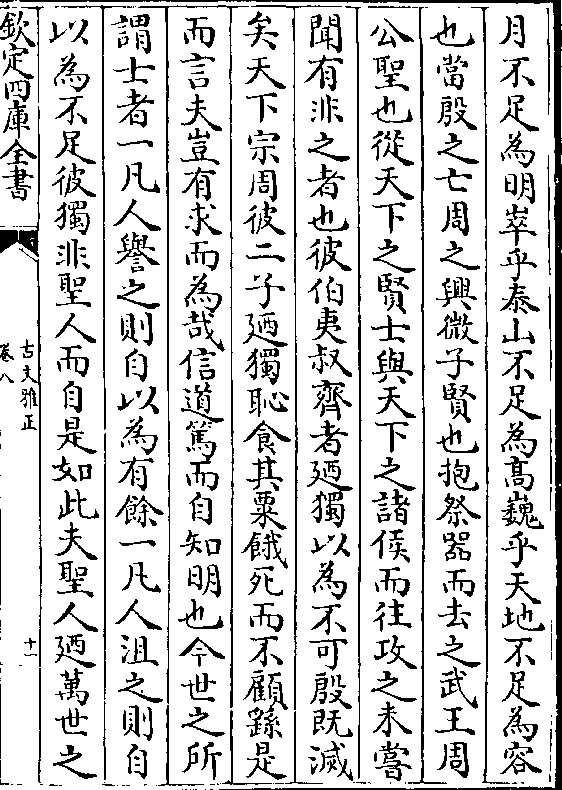 月不足為明崒乎泰山不足為高巍乎天地不足為容
也當殷之亡周之興微子賢也抱祭器而去之武王周
公聖也從天下之賢士與天下之諸侯而往攻之未嘗
聞有非之者也彼伯夷叔齊者廼獨以為不可殷既滅
矣天下宗周彼二子廼獨恥食其粟餓死而不顧繇是
而言夫豈有求而為哉信道篤而自知明也今世之所
謂士者一凡人譽之則自以為有餘一凡人沮之則自
以為不足彼獨非聖人而自是如此夫聖人廼萬世之
欽定四庫全書
古文雅正
卷八
十一